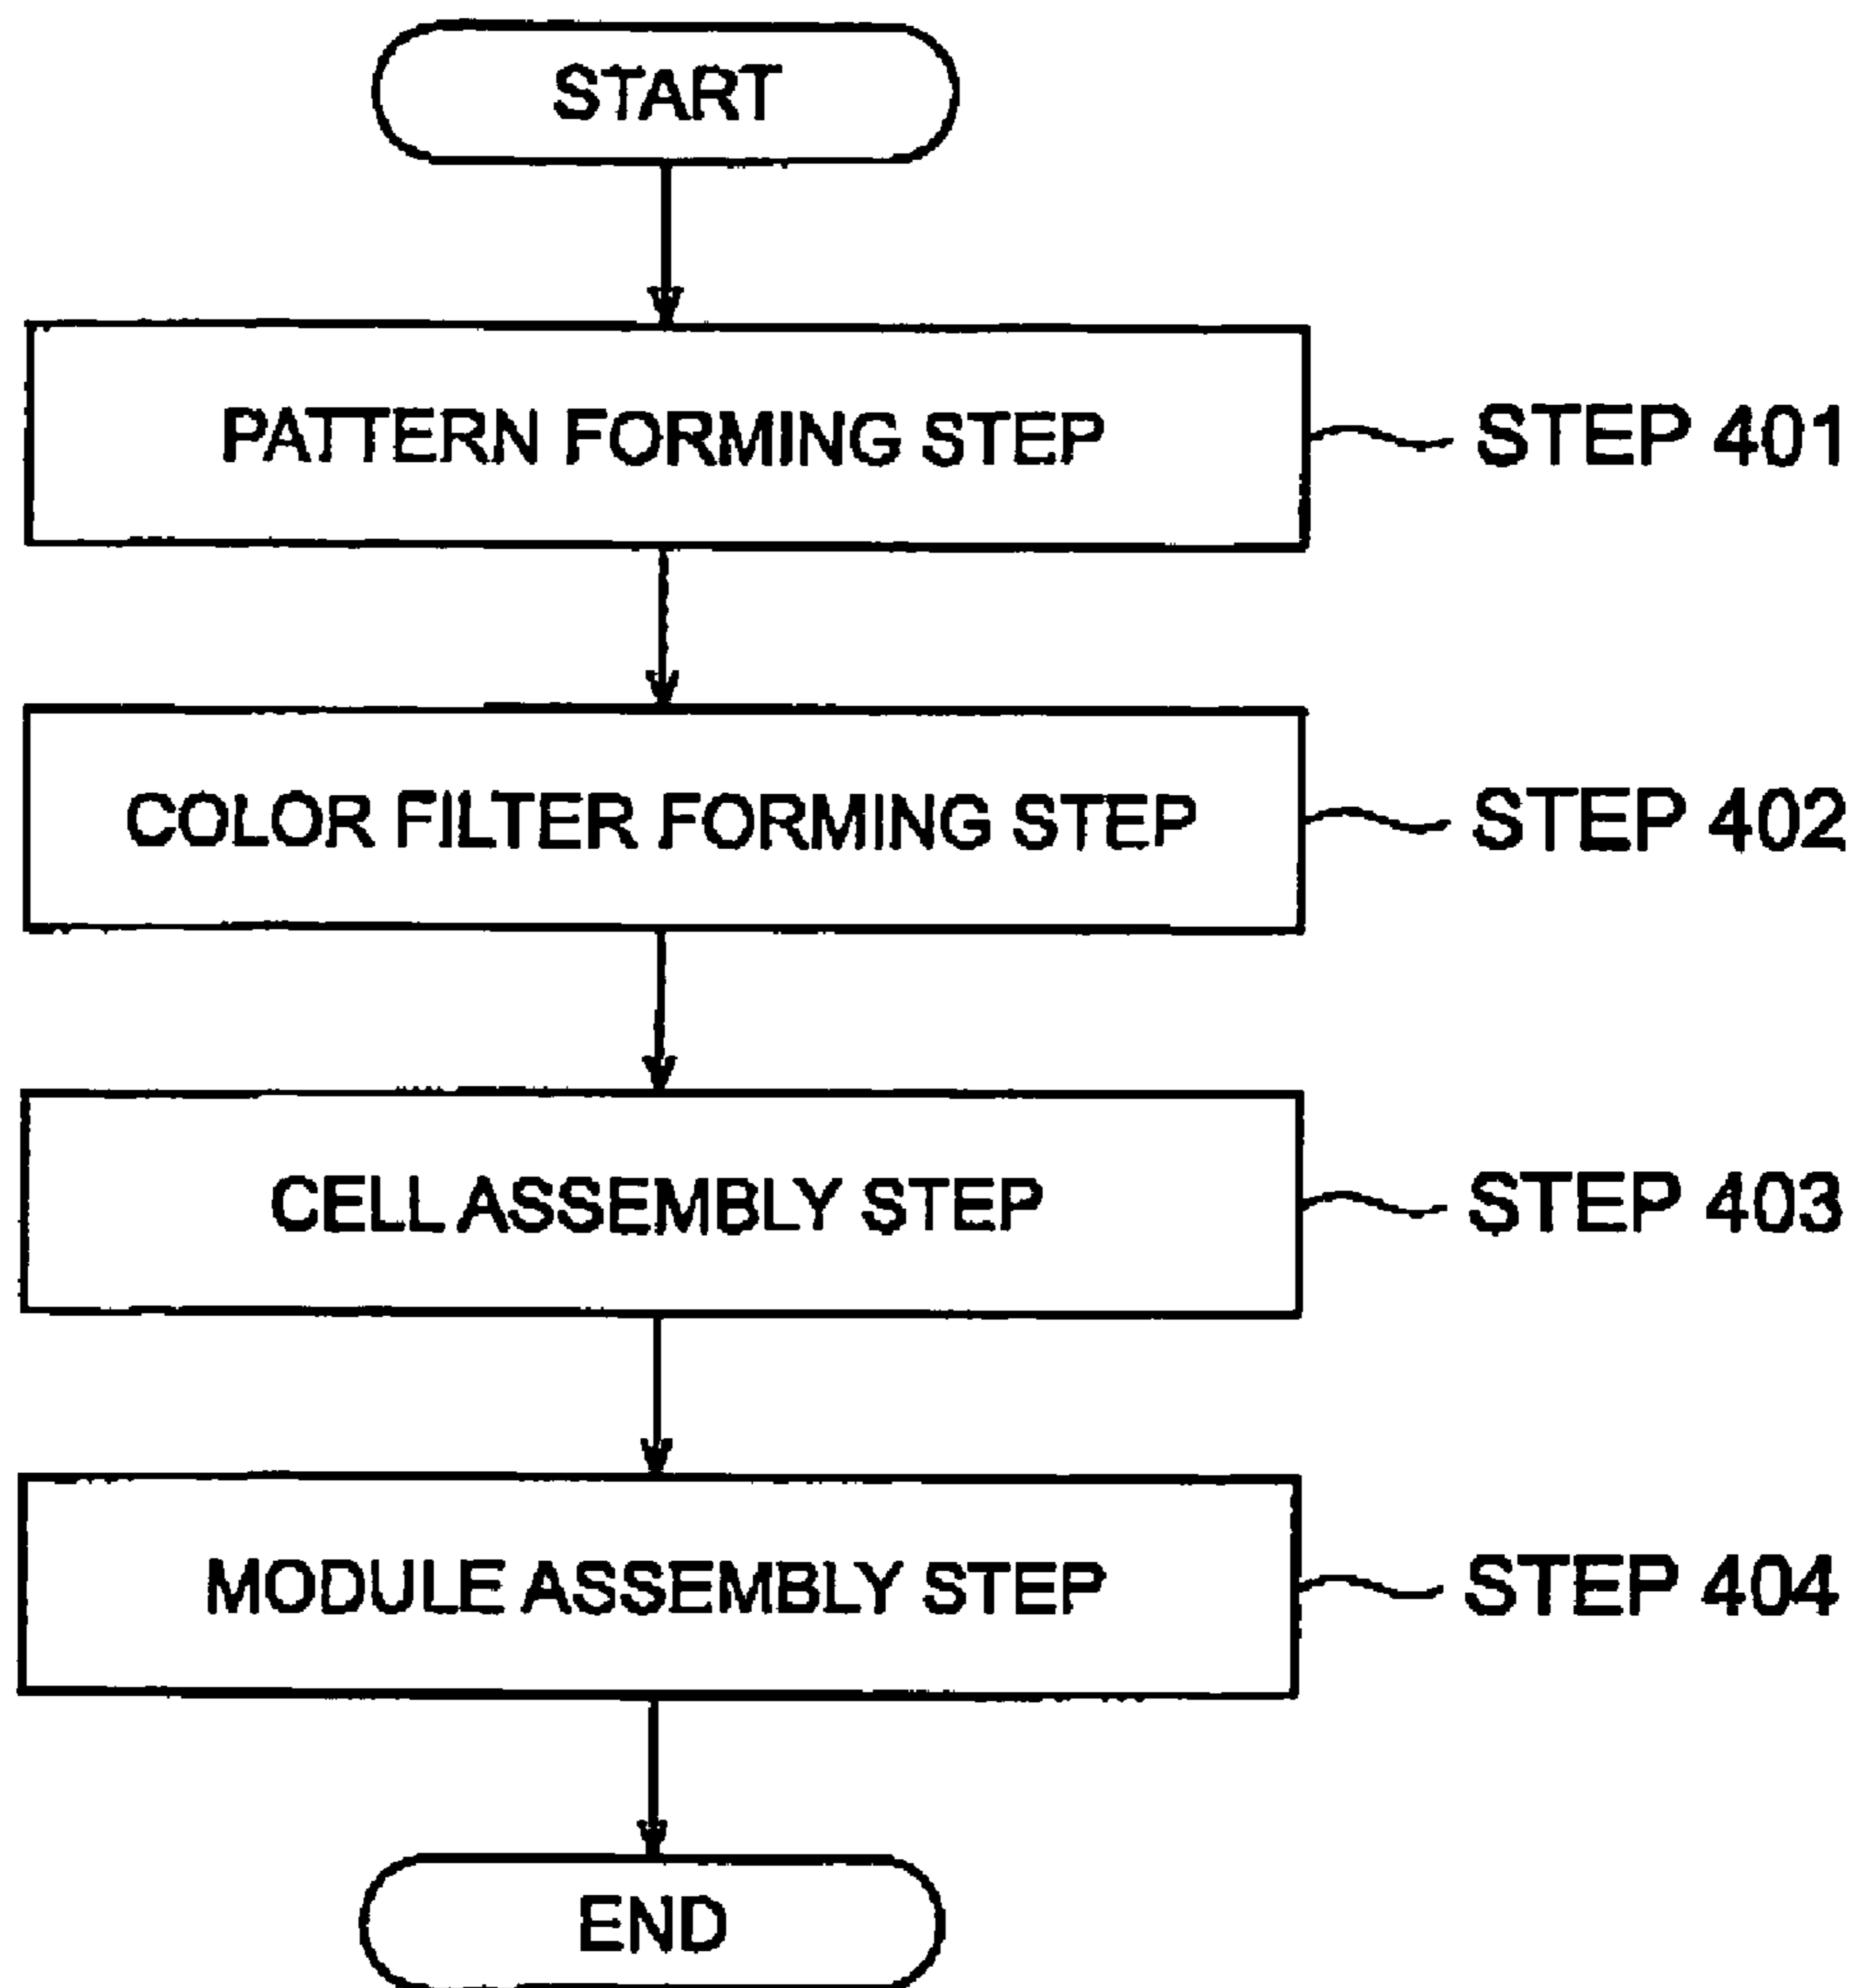 START
PATTERN FORMING STEP
STEP 401
COLOR FILTER FORMING STEP
STEP 402
CELL ASSEMBLY STEP
STEP 403
MODULE ASSEMBLY STEP
STEP 404
END